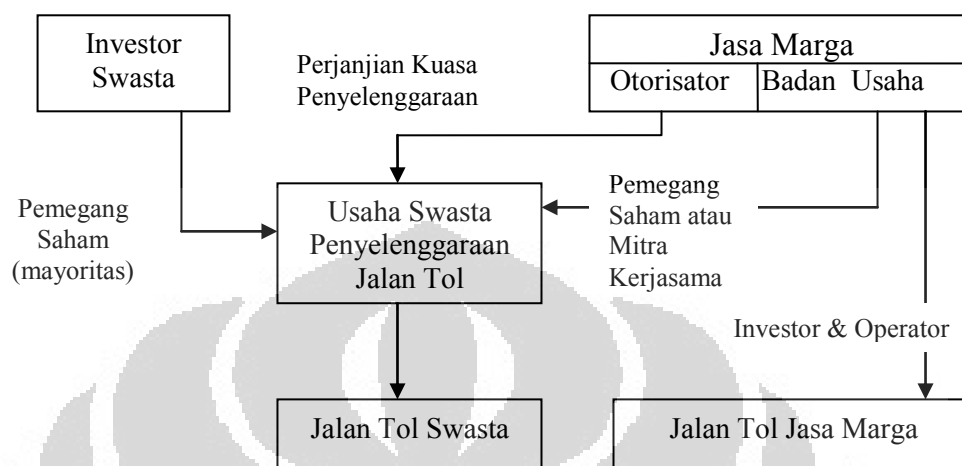 Investor
Swasta
Perjanjian Kuasa
Penyelenggaraan
Jasa Marga
Otorisator
Badan Usaha
Pemegang
Saham
(mayoritas)
Usaha Swasta
Penyelenggaraan
Jalan Tol
Pemegang
Saham atau
Mitra
Kerjasama
Investor & Operator
Jalan Tol Swasta
Jalan Tol Jasa Marga